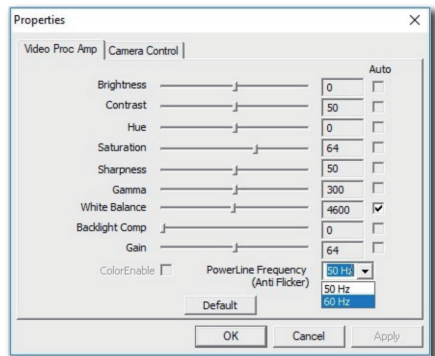 Properties
Video Proc Amp Camera Control
Auto
Brightness 0
Contrast 50
Hue 0
Saturation 64
Sharpness 50
Gamma 300
White Balance 4600
Backlight Comp 0
Gain 64
ColorEnable PowerLine Frequency 50 Hz
(Anti Flicker)
50 Hz
60 Hz
Default
OK Cancel Apply